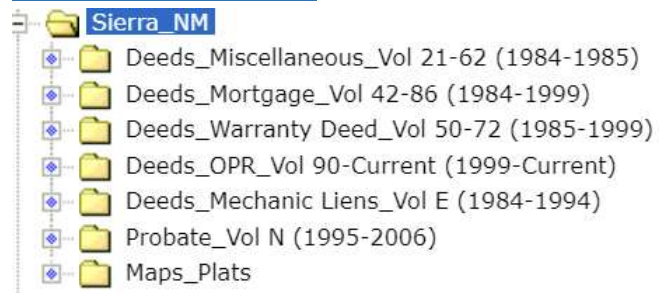 Sierra_NM
Deeds_Miscellaneous_Vol 21-62 (1984-1985)
Deeds_Mortgage_Vol 42-86 (1984-1999)
Deeds_Warranty Deed_Vol 50-72 (1985-1999)
Deeds_OPR_Vol 90-Current (1999-Current)
Deeds_Mechanic Liens_Vol E (1984-1994)
Probate_Vol N (1995-2006)
Maps_Plats